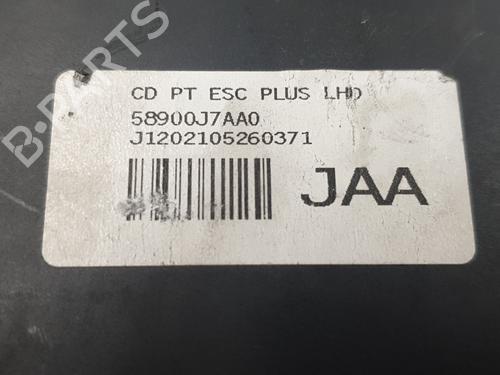 B-PARTS
CD PT ESC PLUS LHD
58900J7AA0
J1202105260371
JAA